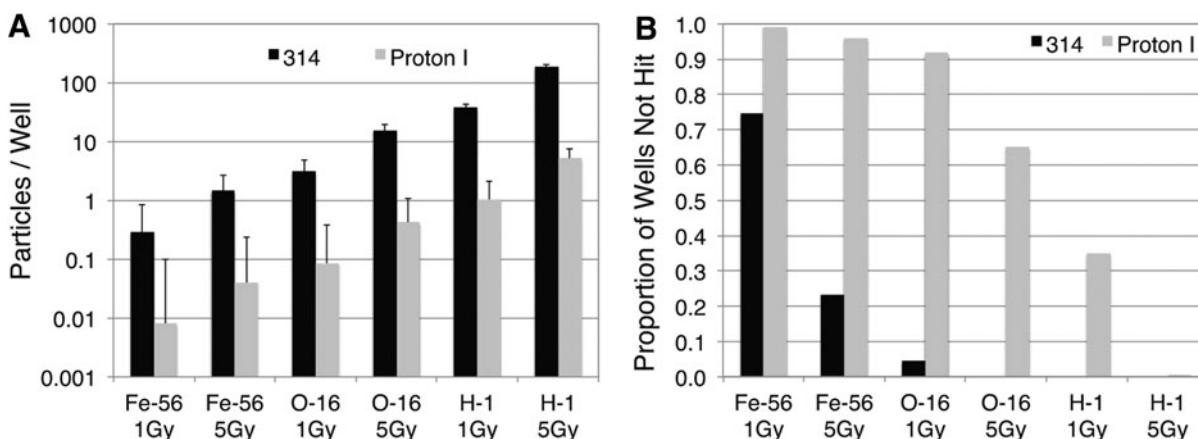 A
314 Proton I
Particles / Well
1000
100
10
1
0.1
0.01
0.001
Fe-56 Fe-56 O-16 O-16 H-1 H-1
1Gy 5Gy 1Gy 5Gy 1Gy 5Gy
B
314 Proton I
Proportion of Wells Not Hit
1.0
0.9
0.8
0.7
0.6
0.5
0.4
0.3
0.2
0.1
0.0
Fe-56 Fe-56 O-16 O-16 H-1 H-1
1Gy 5Gy 1Gy 5Gy 1Gy 5Gy